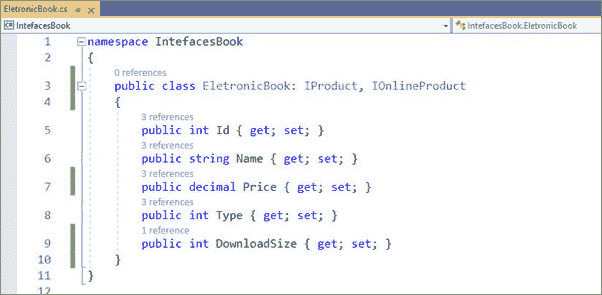 EletronicBook.cs
IntefacesBook IntefacesBook.EletronicBook
1 namespace IntefacesBook
2 {
0 references
3 public class EletronicBook: IProduct, IOnlineProduct
4 {
3 references
5 public int Id { get; set; }
3 references
6 public string Name { get; set; }
3 references
7 public decimal Price { get; set; }
3 references
8 public int Type { get; set; }
1 reference
9 public int DownloadSize { get; set; }
10 }
11 }
12